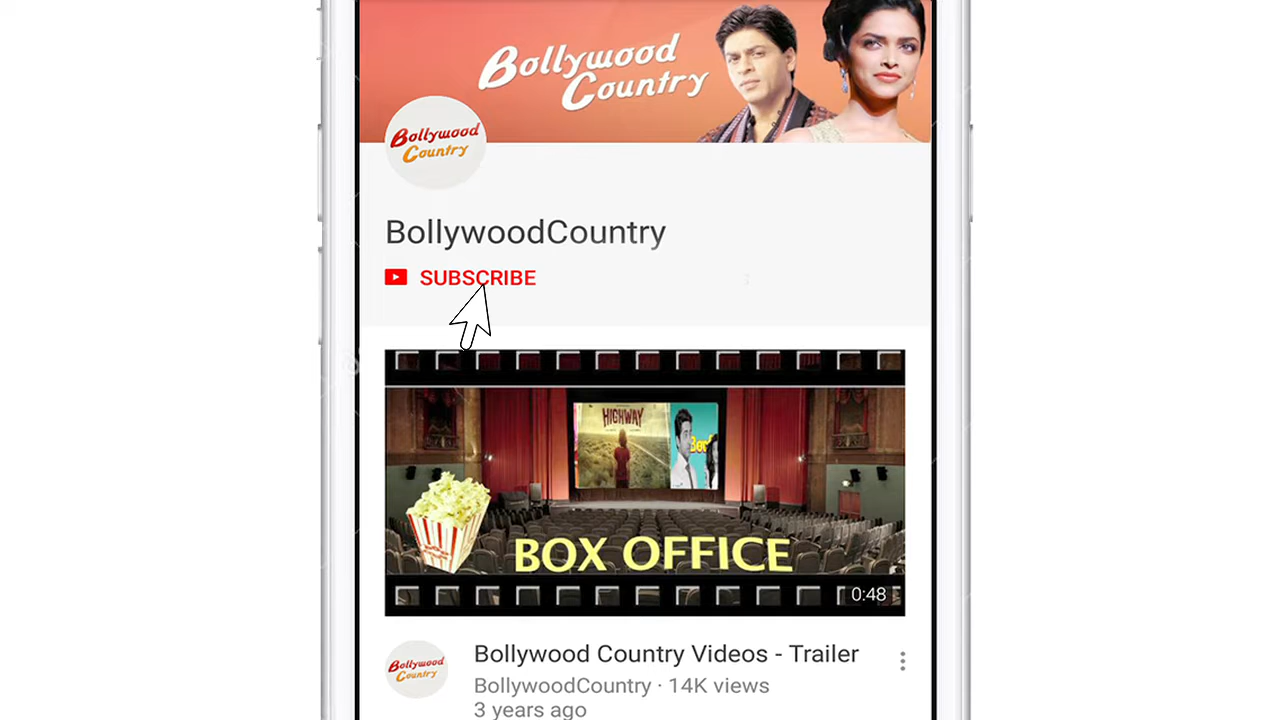 Bollywood
Country
Bollywood
Country
BollywoodCountry
SUBSCRIBE
HIGHWAY
BOX OFFICE
0:48
Bollywood Country Videos - Trailer
Bollywood
Country
BollywoodCountry · 14K views
3 years ago